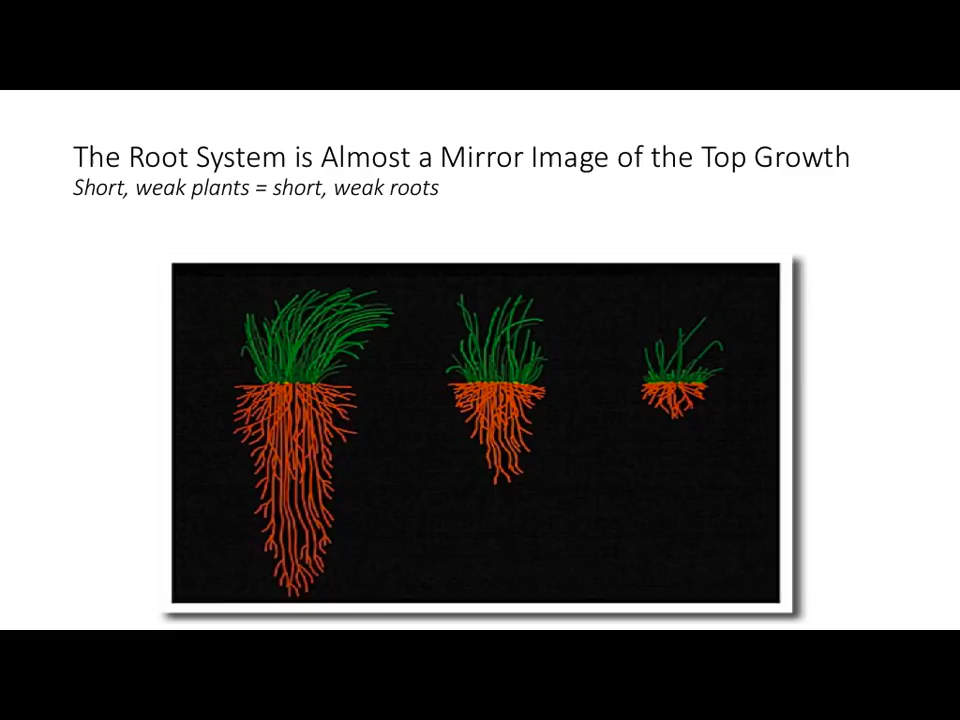 The Root System is Almost a Mirror Image of the Top Growth
Short, weak plants = short, weak roots